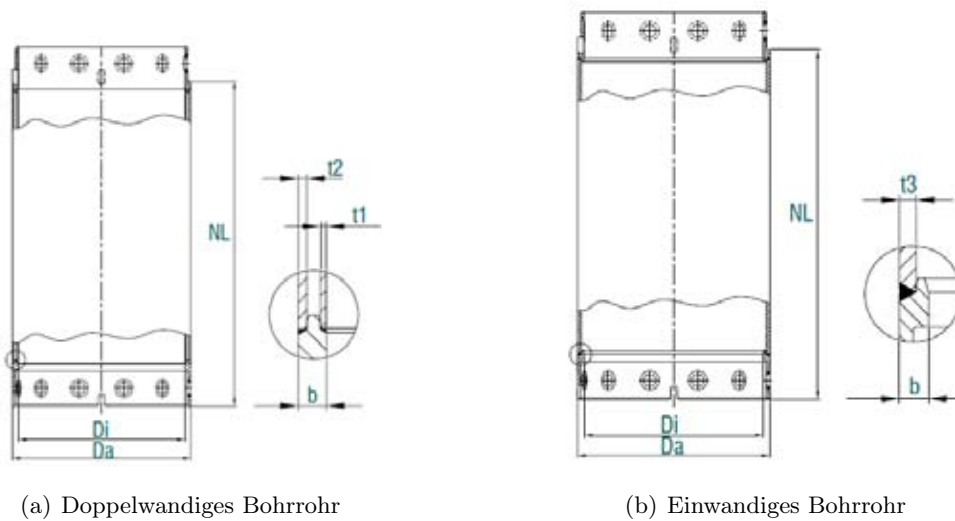 t2
t1
NL
b
Di
Da
t3
NL
b
Di
Da
(a) Doppelwandiges Bohrrohr
(b) Einwandiges Bohrrohr